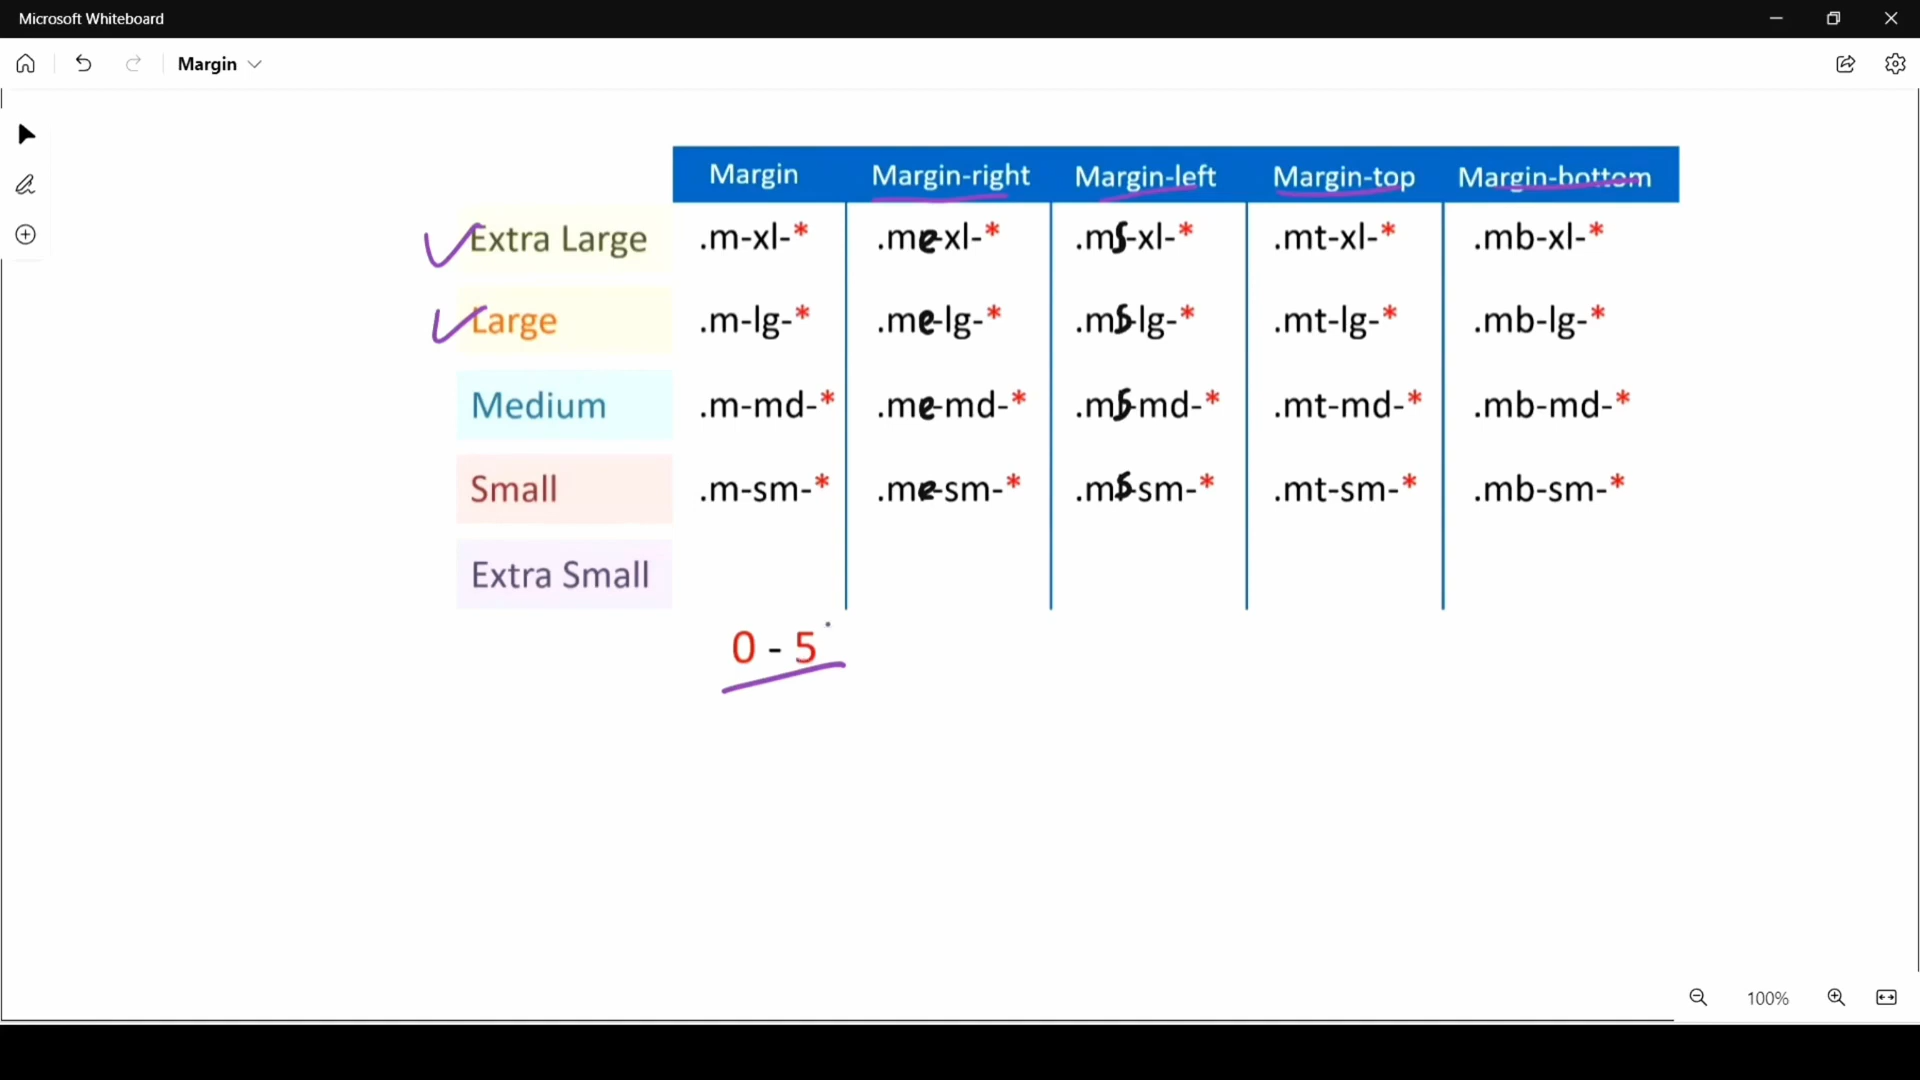 Microsoft Whiteboard
Margin
Margin Margin-right Margin-left Margin-top Margin-bottom
Extra Large .m-xl-* .me-xl-* .ms-xl-* .mt-xl-* .mb-xl-*
Large .m-lg-* .me-lg-* .ms-lg-* .mt-lg-* .mb-lg-*
Medium .m-md-* .me-md-* .ms-md-* .mt-md-* .mb-md-*
Small .m-sm-* .me-sm-* .ms-sm-* .mt-sm-* .mb-sm-*
Extra Small
0 - 5
100%